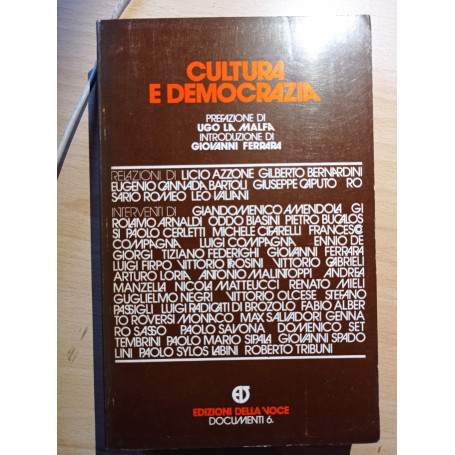 CULTURA
E DEMOCRAZIA
PREFAZIONE DI
UGO LA MALFA
INTRODUZIONE DI
GIOVANNI FERRARA
RELAZIONI DI LICIO AZZONE GILBERTO BERNARDINI
EUGENIO CANNADA BARTOLI GIUSEPPE CAPUTO RO
SARIO ROMEO LEO VALIANI
INTERVENTI DI GIANDOMENICO AMENDOLA GI
ROLAMO ARNALDI ODDO BIASINI PIETRO BUCALOS
SI PAOLO CERLETTI MICHELE CIFARELLI FRANCESCO
COMPAGNA LUIGI COMPAGNA ENNIO DE
GIORGI TIZIANO FEDERIGHI GIOVANNI FERRARA
LUIGI FIRPO VITTORIO FROSINI VITTORIO GABRIELI
ARTURO LORIA ANTONIO MALINTOPPI ANDREA
MANZELLA NICOLA MATTEUCCI RENATO MIELI
GUGLIELMO NEGRI VITTORIO OLCESE STEFANO
PASSIGLI LUIGI RADICATI DI BROZOLO FABIO ALBER
TO ROVERSI MONACO MAX SALVADORI GENNA
RO SASSO PAOLO SAVONA DOMENICO SET
TEMBRINI PAOLO MARIO SIPALA GIOVANNI SPADO
LINI PAOLO SYLOS LABINI ROBERTO TRIBUNI
EDIZIONI DELLA VOCE
DOCUMENTI 6.